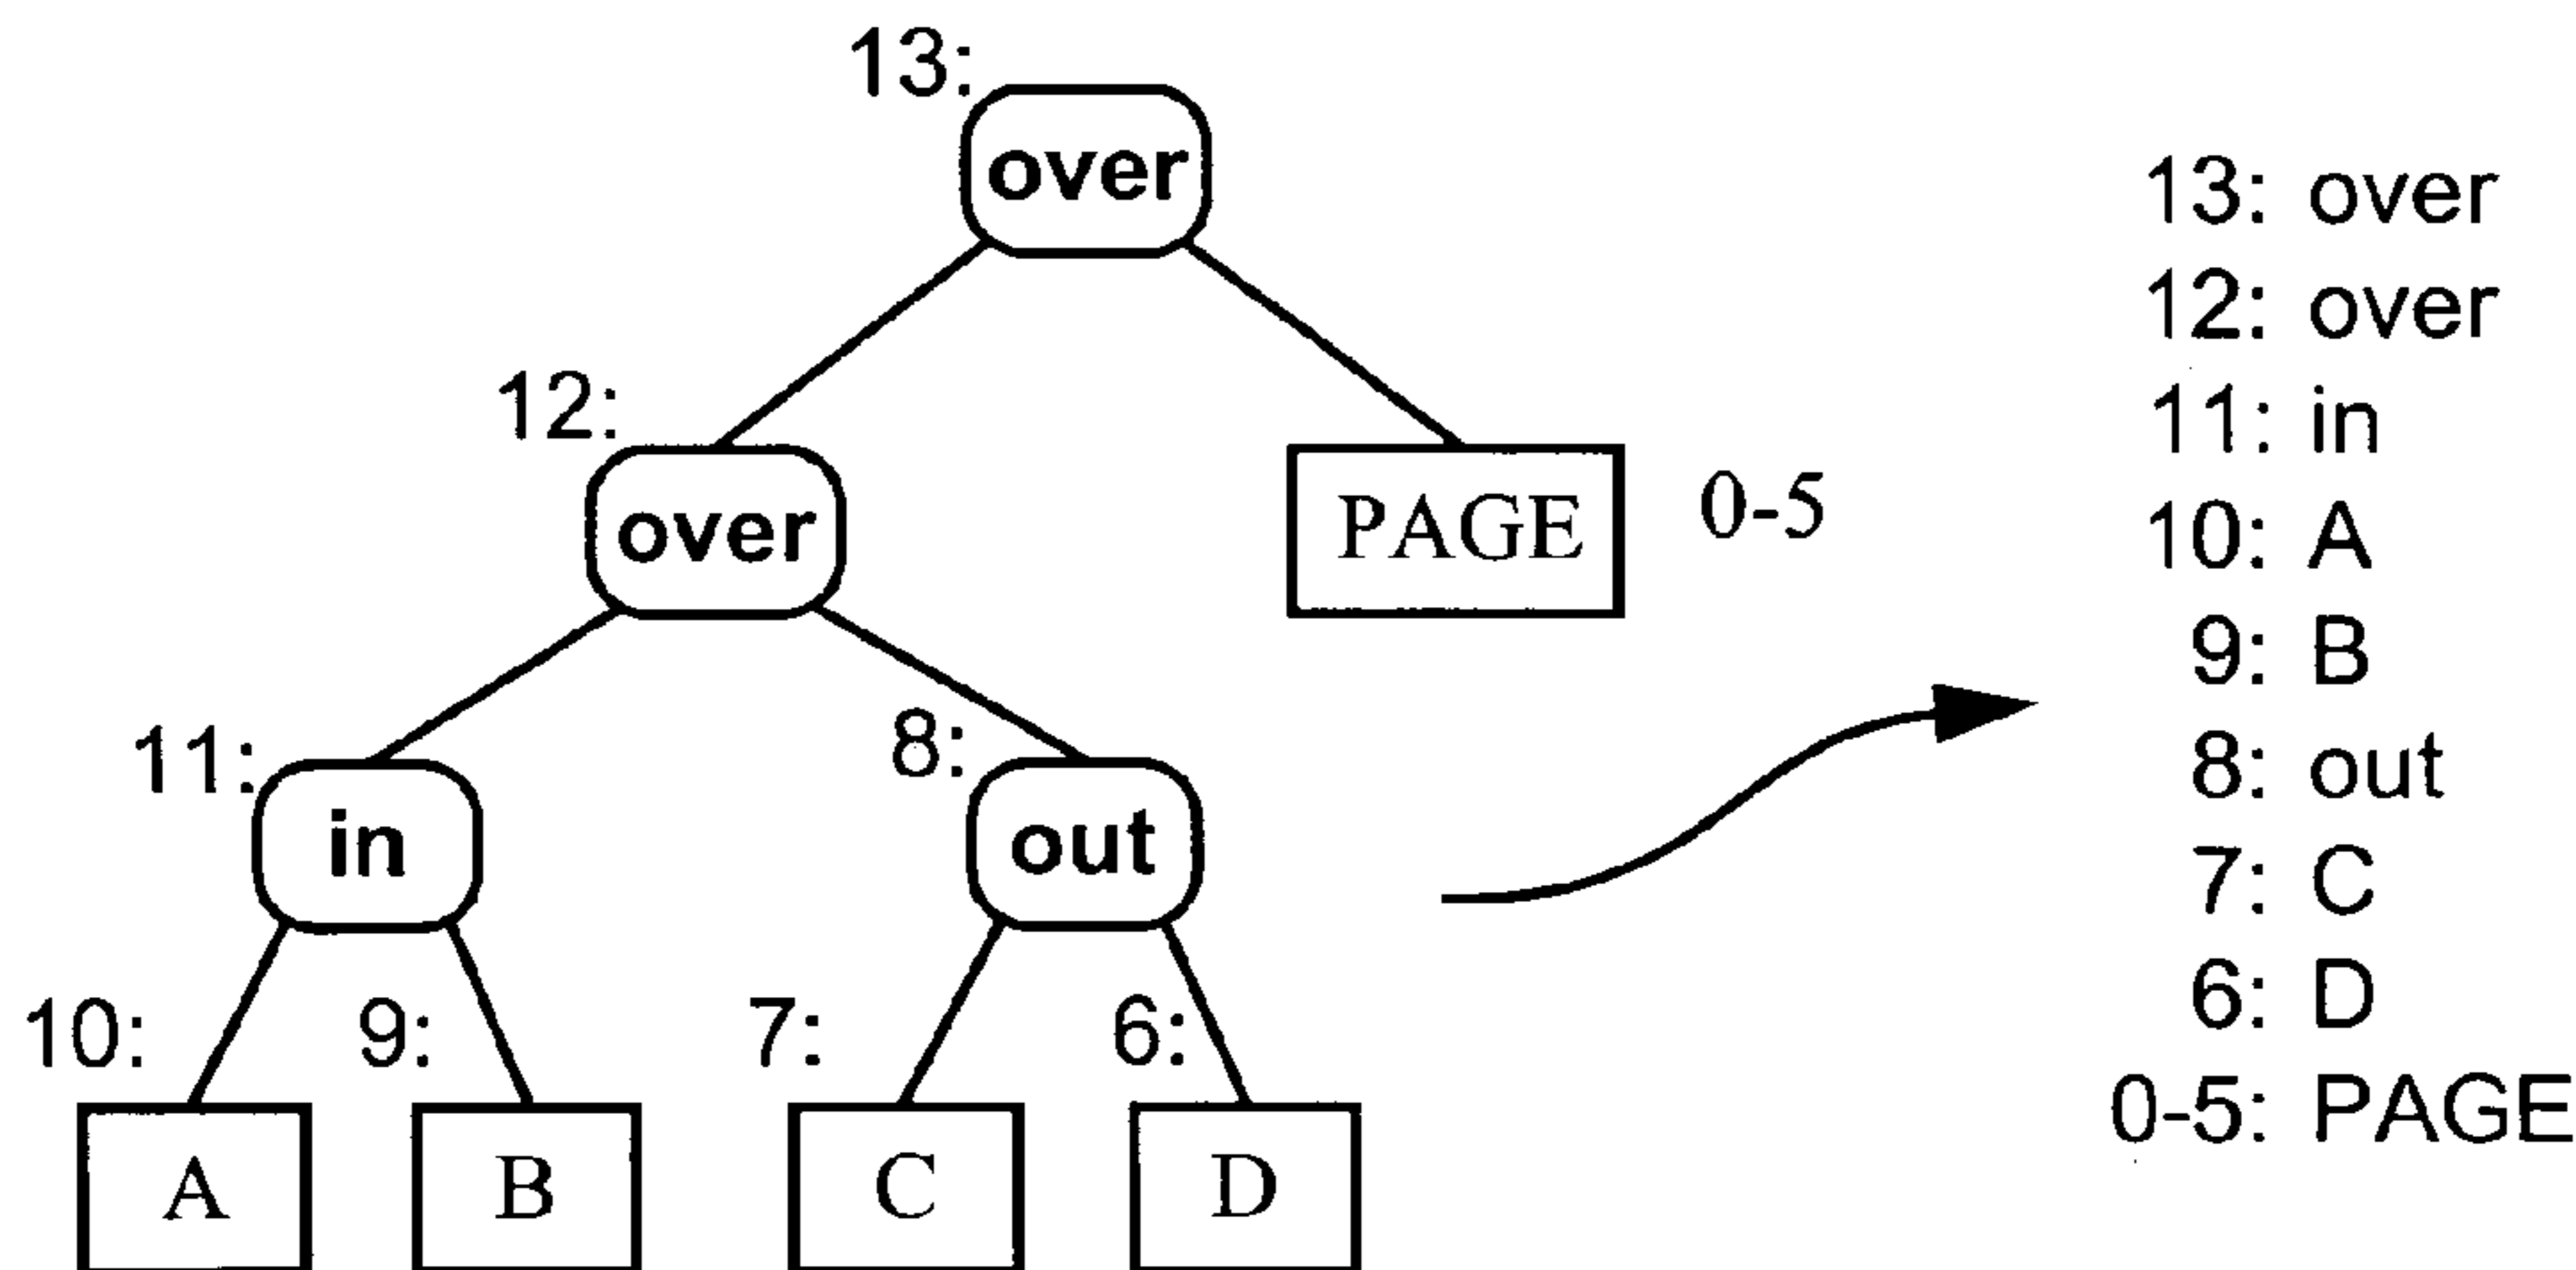 13:
over
12:
over
PAGE 0-5
11:
in
8:
out
10: 9: 7: 6:
A B C D
13: over
12: over
11: in
10: A
9: B
8: out
7: C
6: D
0-5: PAGE